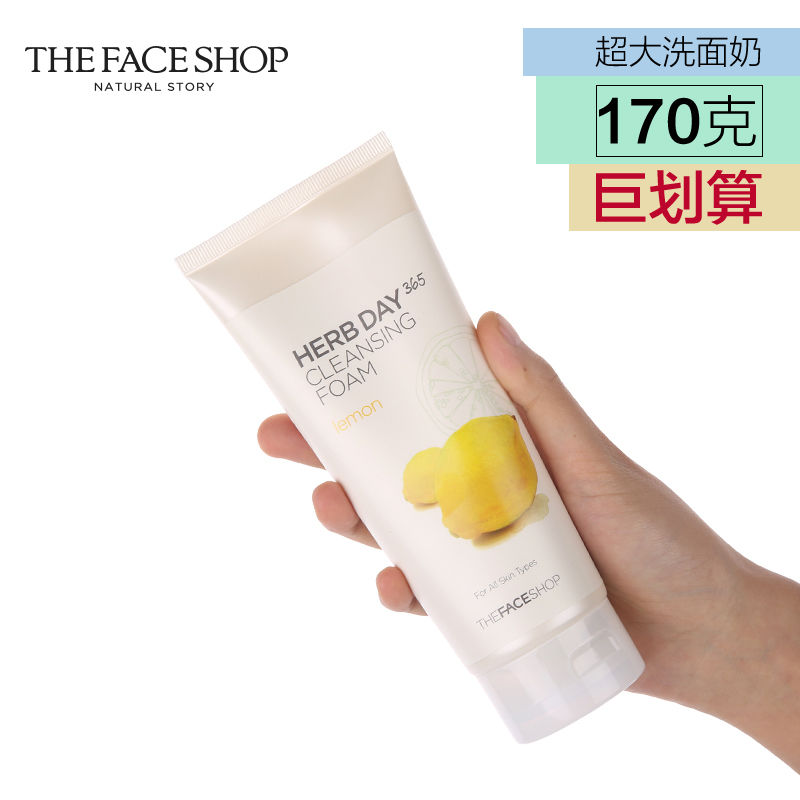 THE FACE SHOP
NATURAL STORY
超大洗面奶
170克
巨划算
HERB DAY 365
CLEANSING
FOAM
lemon
For All Skin Types
THEFACESHOP